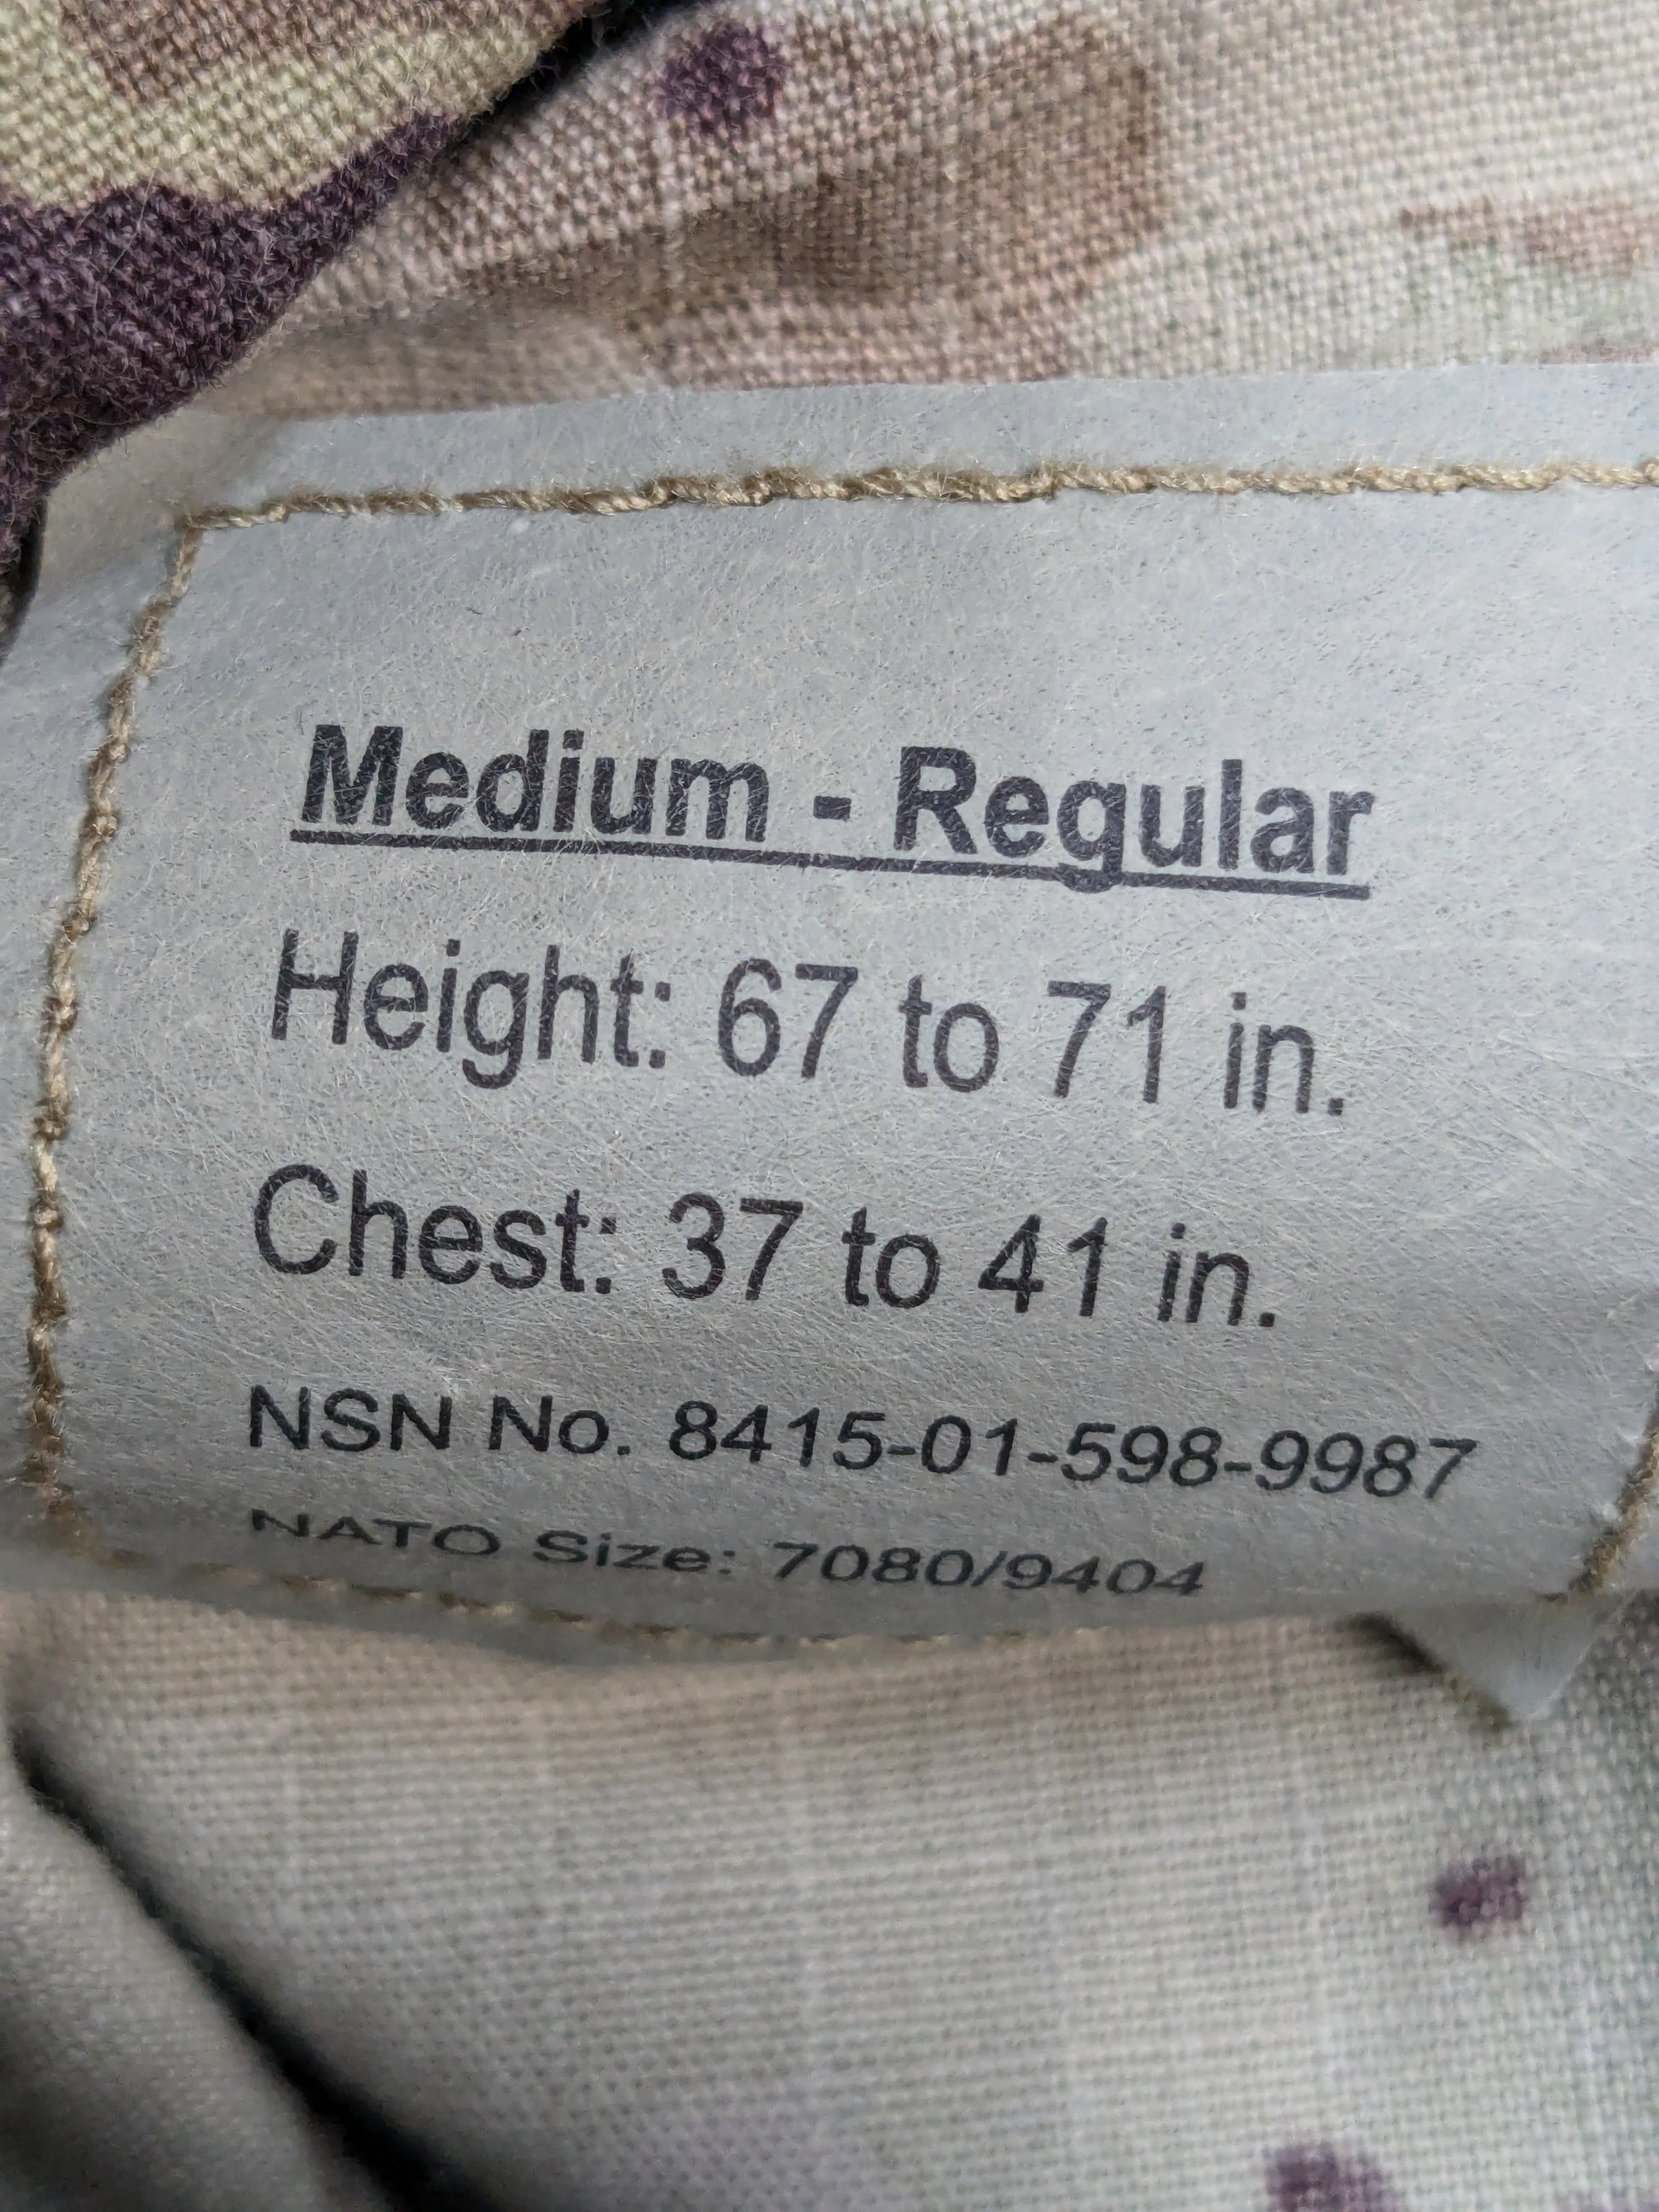 Medium - Regular
Height: 67 to 71 in.
Chest: 37 to 41 in.
NSN No. 8415-01-598-9987
NATO Size: 7080/9404